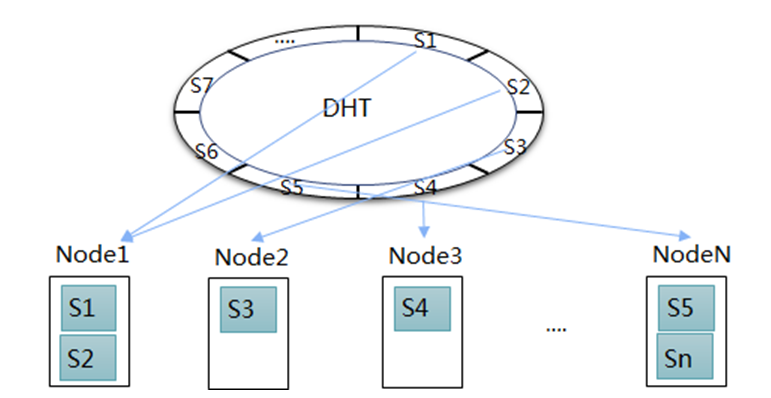 ....
S1
S7
S2
DHT
S6
S3
S5
S4
Node1
Node2
Node3
NodeN
S1
S3
S4
S5
....
S2
Sn